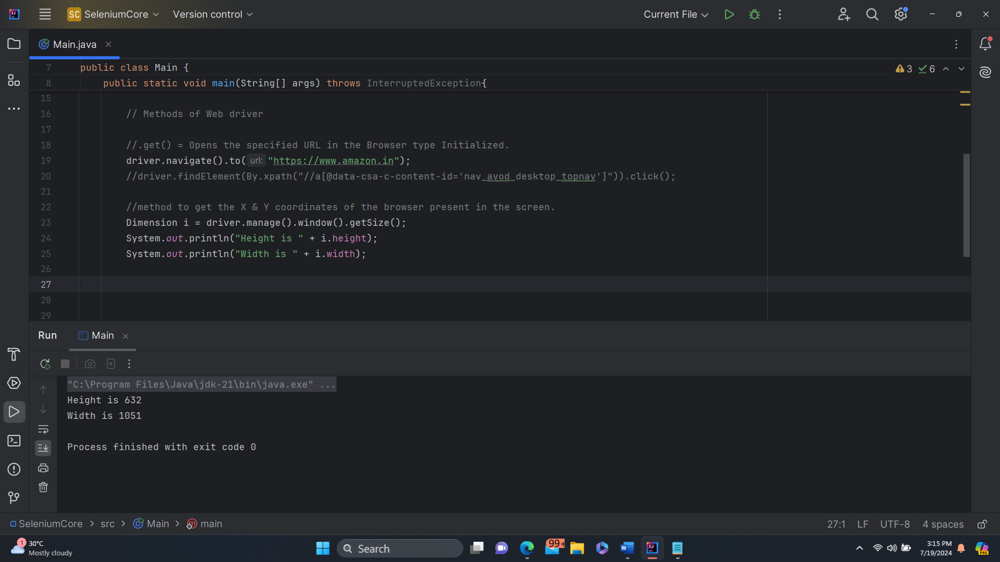 SC SeleniumCore Version control Current File
Main.java
3 6
7 public class Main {
8 public static void main(String[] args) throws InterruptedException{
15
16 // Methods of Web driver
17
18 //.get() = Opens the specified URL in the Browser type Initialized.
19 driver.navigate().to( url: "https://www.amazon.in");
20 //driver.findElement(By.xpath("//a[@data-csa-c-content-id='nav_avod_desktop_topnav']")).click();
21
22 //method to get the X & Y coordinates of the browser present in the screen.
23 Dimension i = driver.manage().window().getSize();
24 System.out.println("Height is " + i.height);
25 System.out.println("Width is " + i.width);
26
27
28
29
Run Main
"C:\Program Files\Java\jdk-21\bin\java.exe" ...
Height is 632
Width is 1051
Process finished with exit code 0
SeleniumCore > src > Main > main 27:1 LF UTF-8 4 spaces
1 30°C
Mostly cloudy
Search
99+
3:15 PM
7/19/2024
PRE